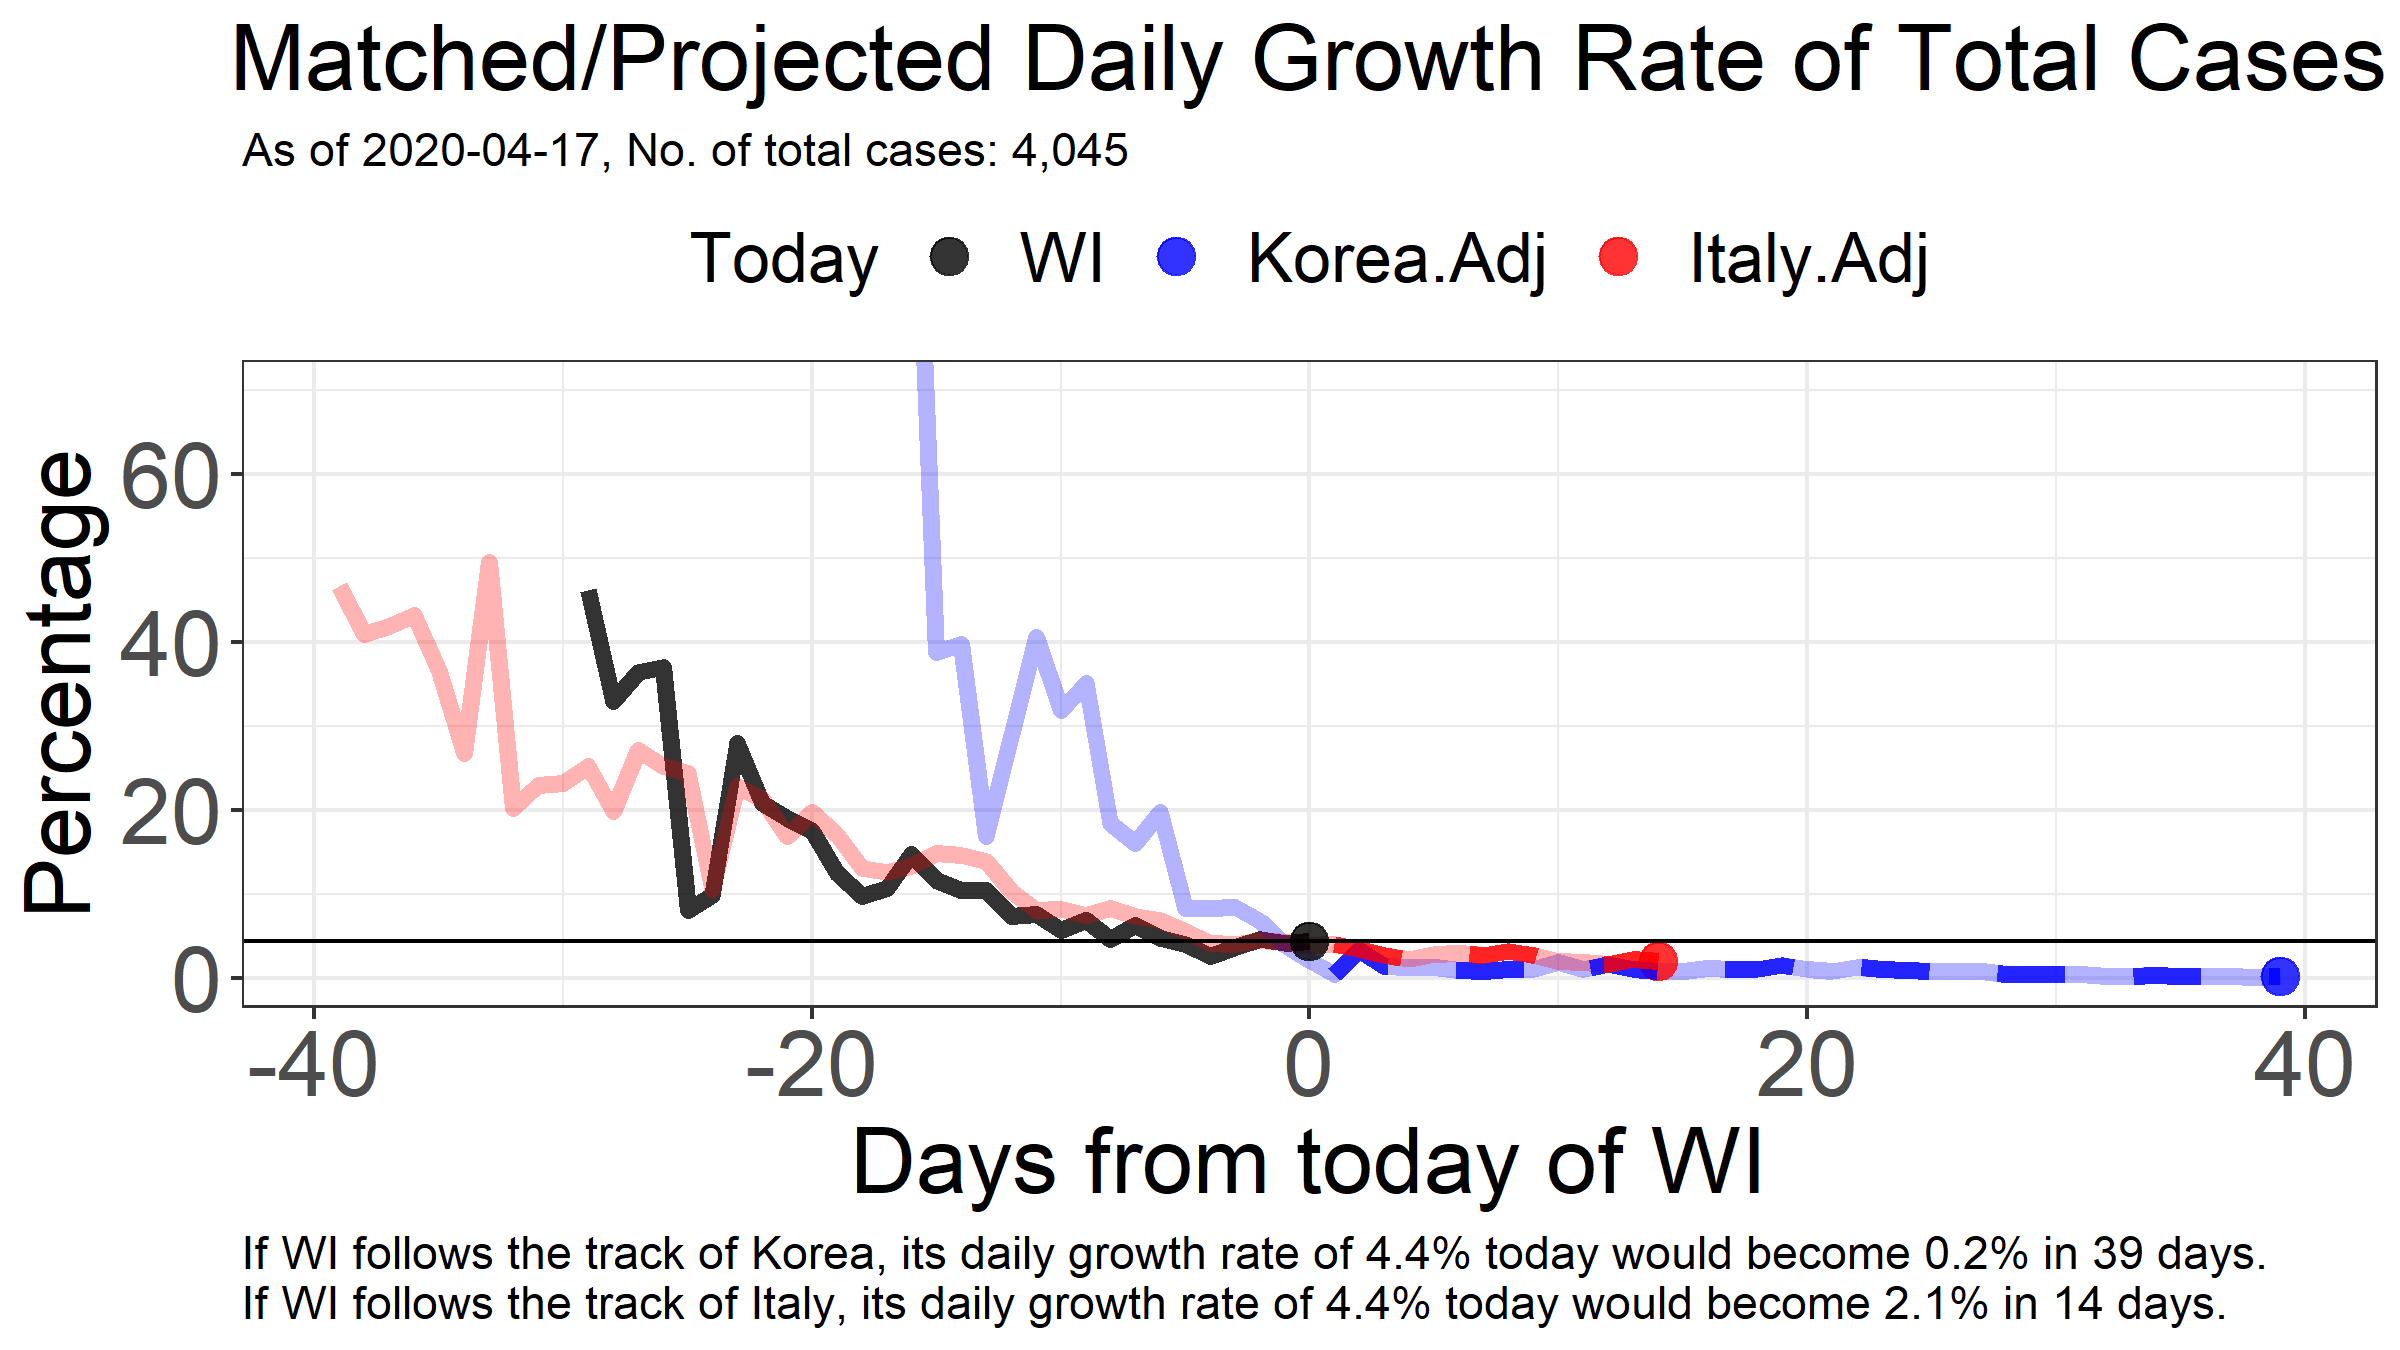 Matched/Projected Daily Growth Rate of Total Cases
As of 2020-04-17, No. of total cases: 4,045
Today WI Korea.Adj Italy.Adj
Percentage
60
40
20
0
-40 -20 0 20 40
Days from today of WI
If WI follows the track of Korea, its daily growth rate of 4.4% today would become 0.2% in 39 days.
If WI follows the track of Italy, its daily growth rate of 4.4% today would become 2.1% in 14 days.